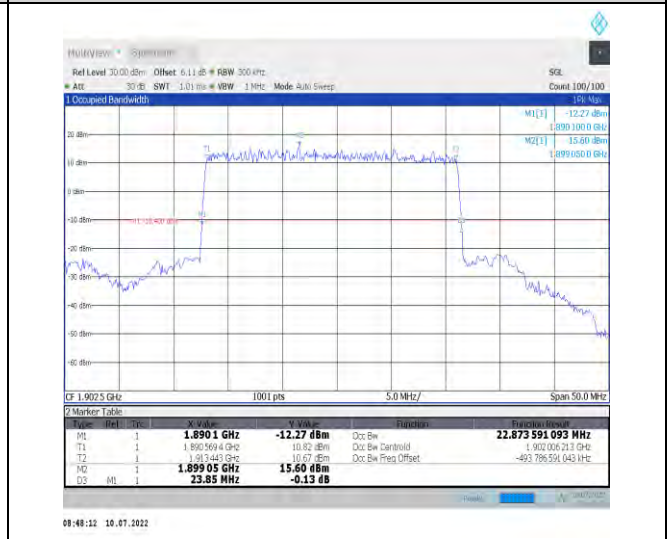 MultiView Spectrum
Ref Level 30.00 dBm Offset 6.11 dB RBW 300 kHz SGL
Att 30 dB SWT 1.01 ms VBW 1 MHz Mode Auto Sweep Count 100/100
1 Occupied Bandwidth 1Pk Max
M1[1] -12.27 dBm
1.890 100 0 GHz
M2[1] 15.60 dBm
1.899 050 0 GHz
20 dBm
T1 T2
10 dBm
0 dBm
-10 dBm
H1 -10.400 dBm
M1
-20 dBm
-30 dBm
-40 dBm
-50 dBm
-60 dBm
CF 1.902 5 GHz 1001 pts 5.0 MHz/ Span 50.0 MHz
2 Marker Table
Type Ref Trc X-Value Y-Value Function Function Result
M1 1 1.890 1 GHz -12.27 dBm Occ Bw 22.873 591 093 MHz
T1 1 1.890 569 4 GHz 10.82 dBm Occ Bw Centroid 1.902 006 213 GHz
T2 1 1.913 443 GHz 10.67 dBm Occ Bw Freq Offset -493.786 591 043 kHz
M2 1 1.899 05 GHz 15.60 dBm
D3 M1 1 23.85 MHz -0.13 dB
08:48:12 10.07.2022